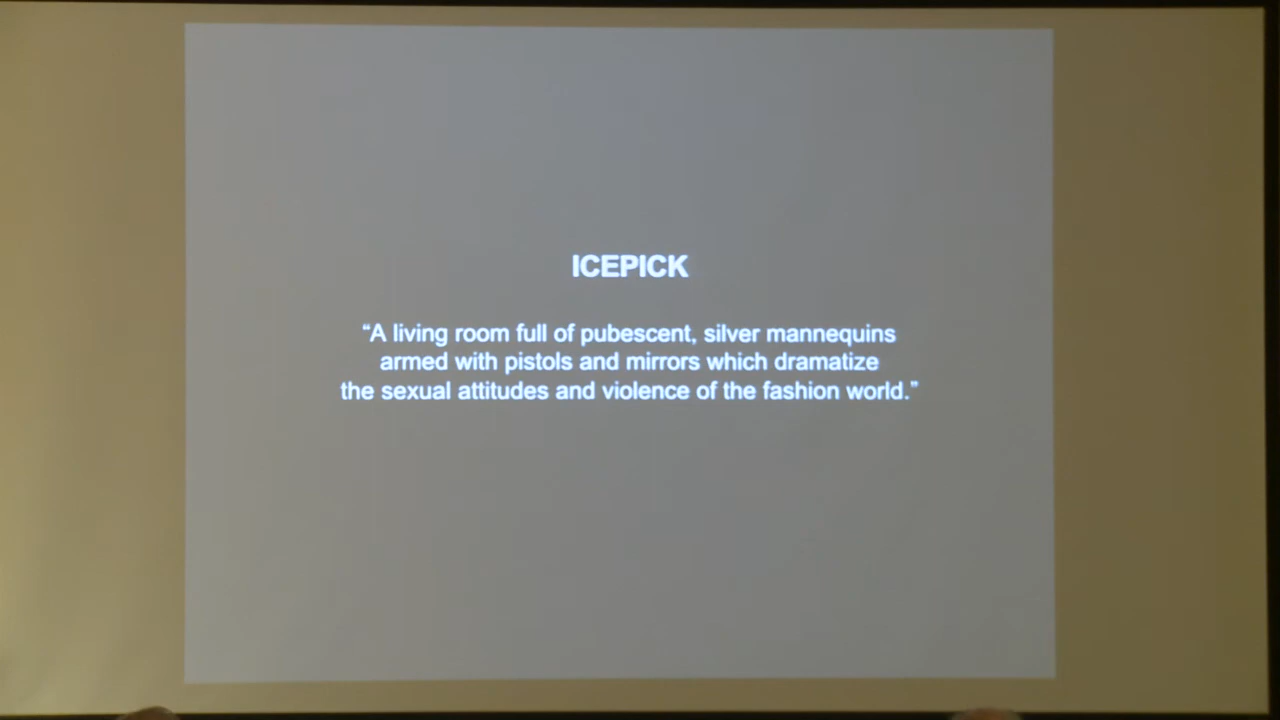 ICEPICK
“A living room full of pubescent, silver mannequins
armed with pistols and mirrors which dramatize
the sexual attitudes and violence of the fashion world.”